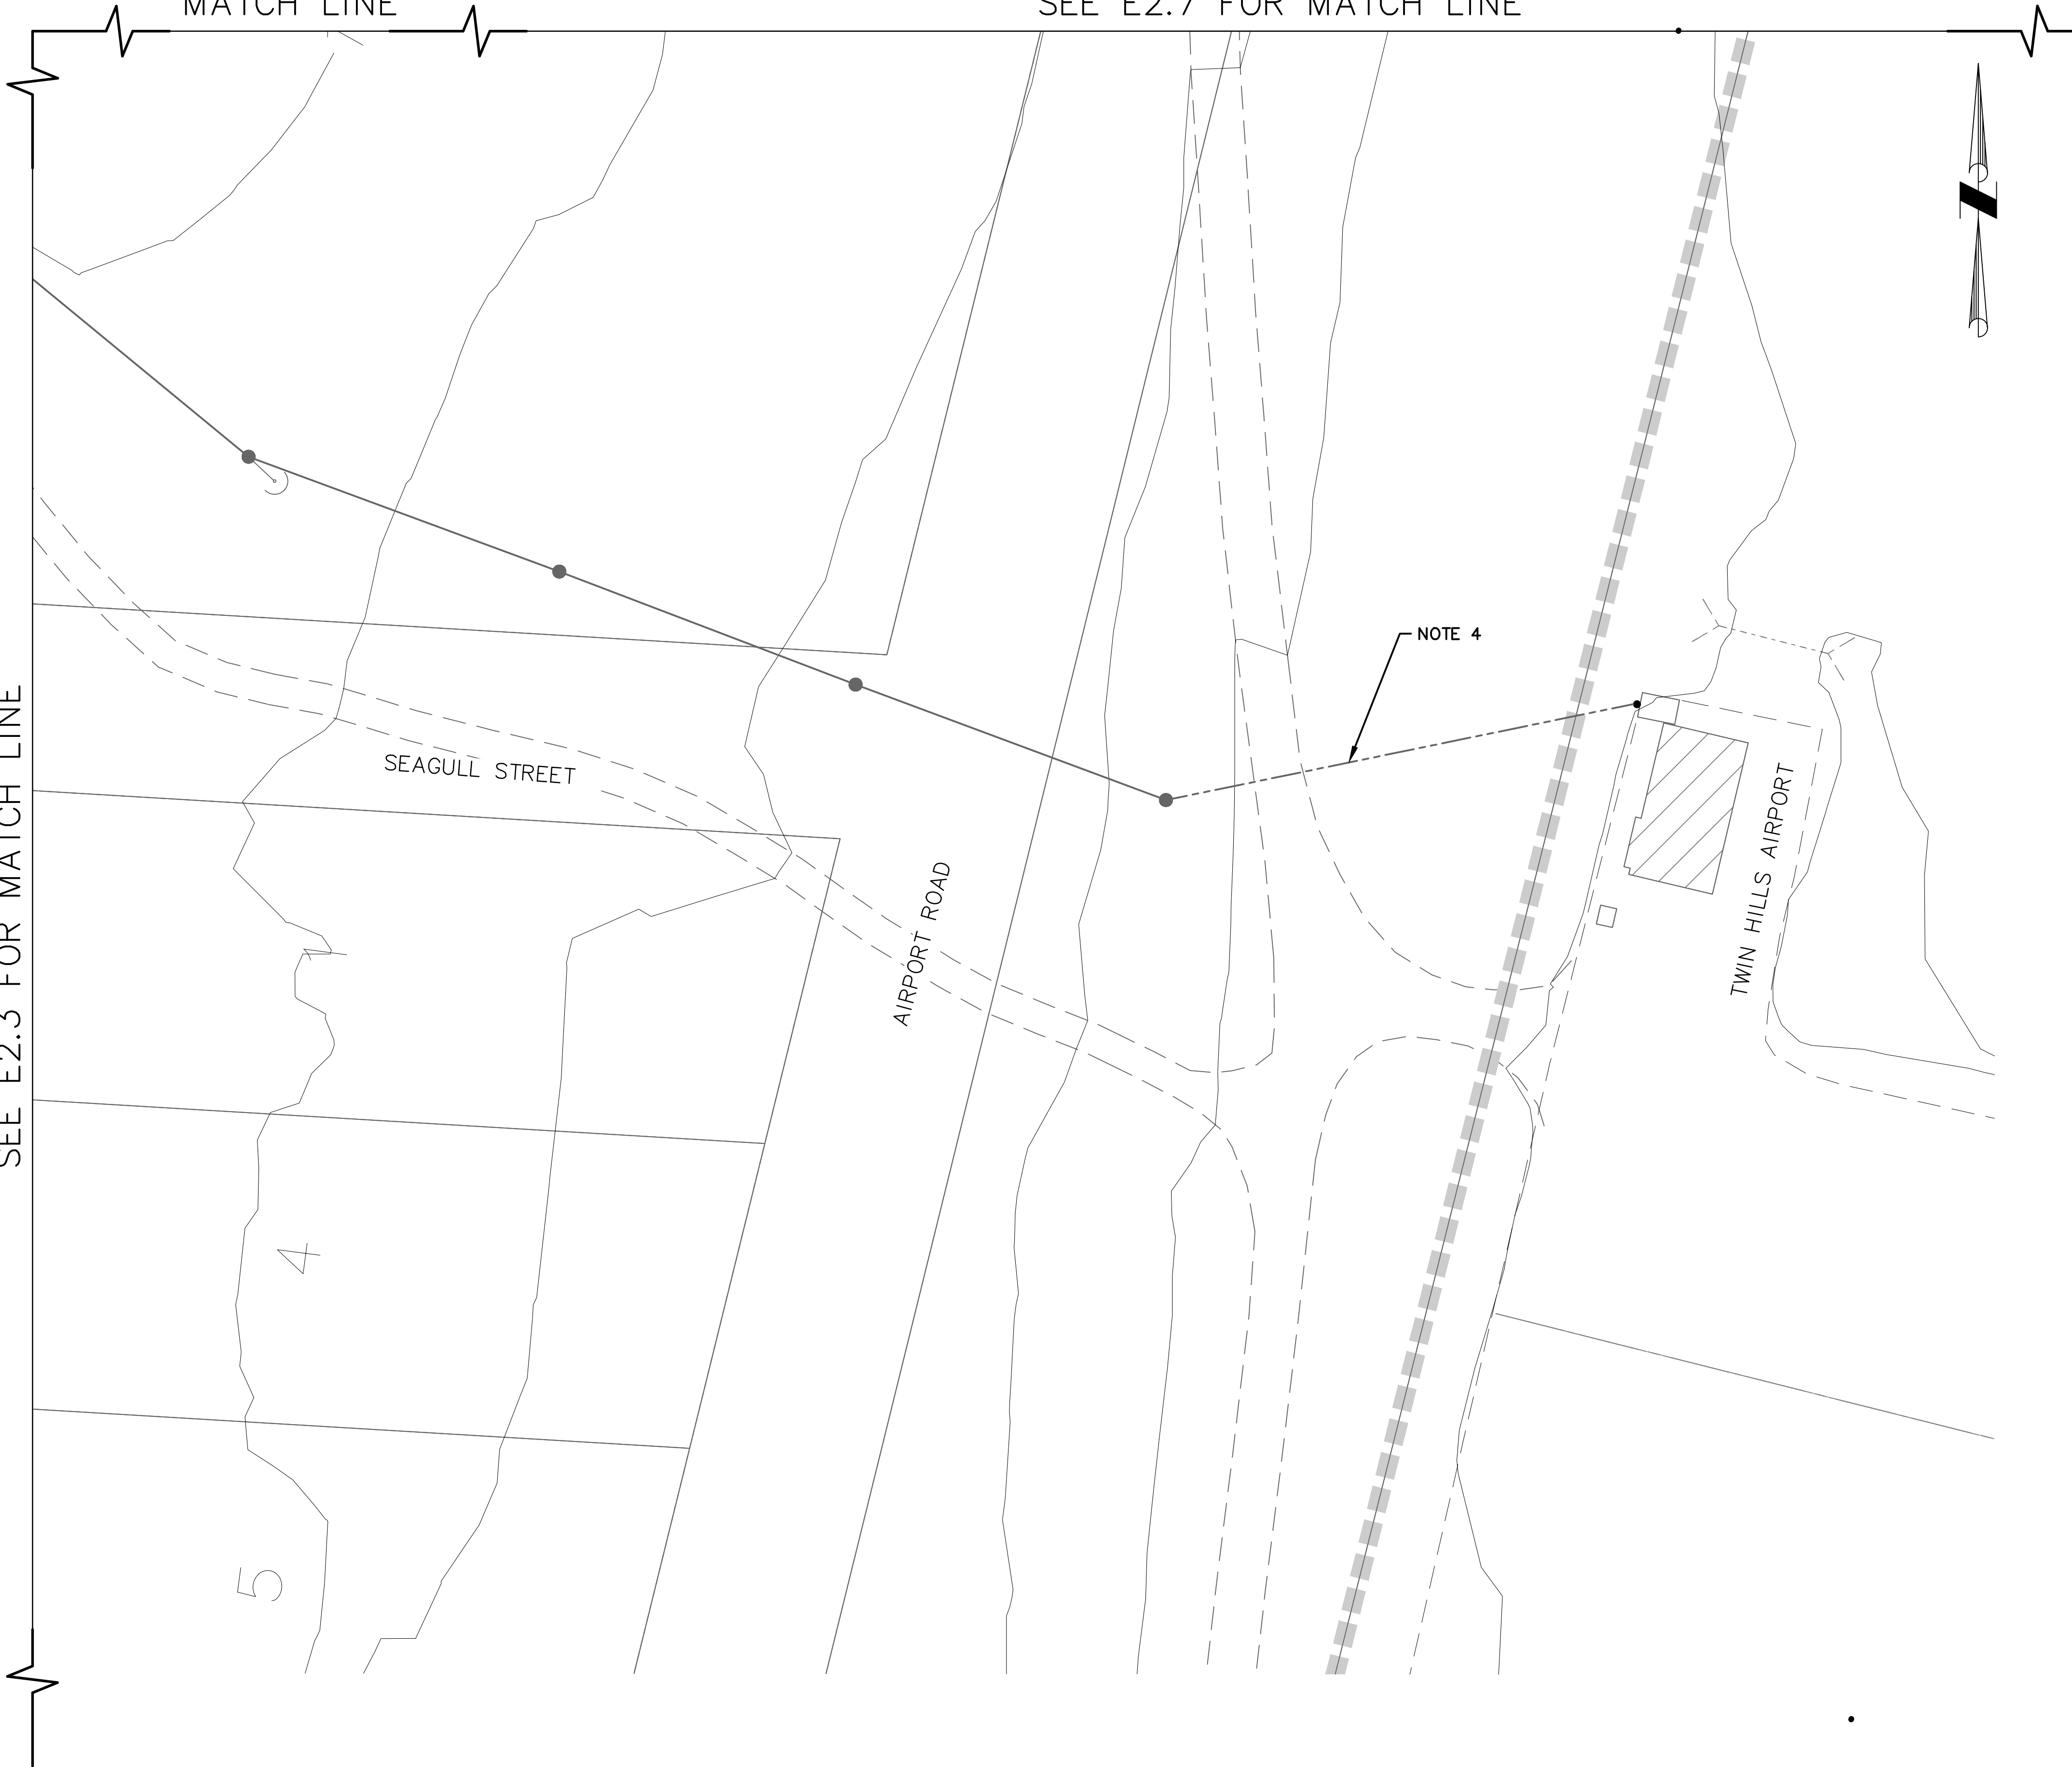 MATCH LINE
SEE E2.7 FOR MATCH LINE
NOTE 4
SEE E2.3 FOR MATCH LINE
SEAGULL STREET
AIRPORT ROAD
TWIN HILLS AIRPORT
4
5